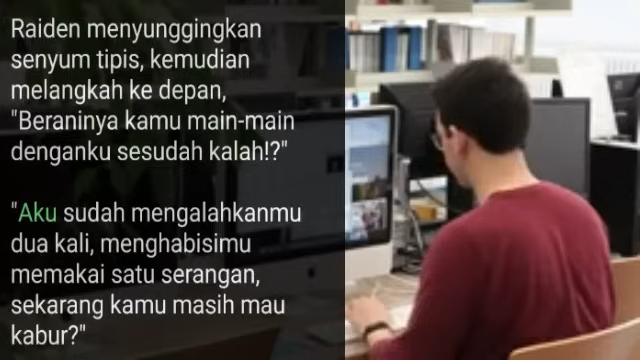 Raiden menyunggingkan
senyum tipis, kemudian
melangkah ke depan,
"Beraninya kamu main-main
denganku sesudah kalah!?"
"Aku sudah mengalahkanmu
dua kali, menghabisimu
memakai satu serangan,
sekarang kamu masih mau
kabur?"